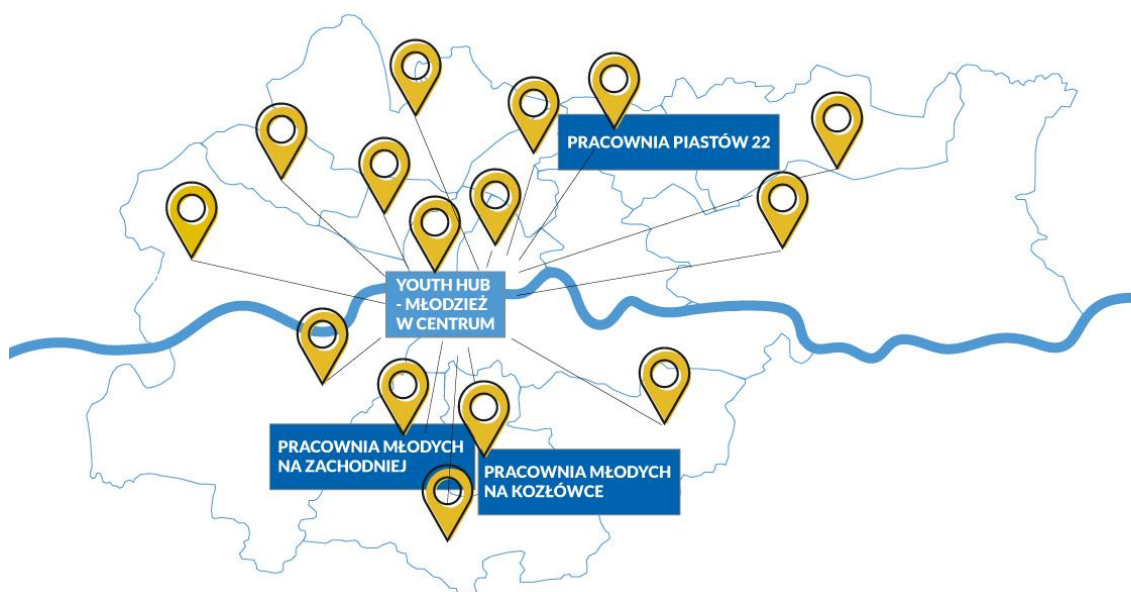 PRACOWNIA PIASTÓW 22
YOUTH HUB
- MŁODZIEŻ
W CENTRUM
PRACOWNIA MŁODYCH
NA ZACHODNIEJ
PRACOWNIA MŁODYCH
NA KOZŁÓWCE